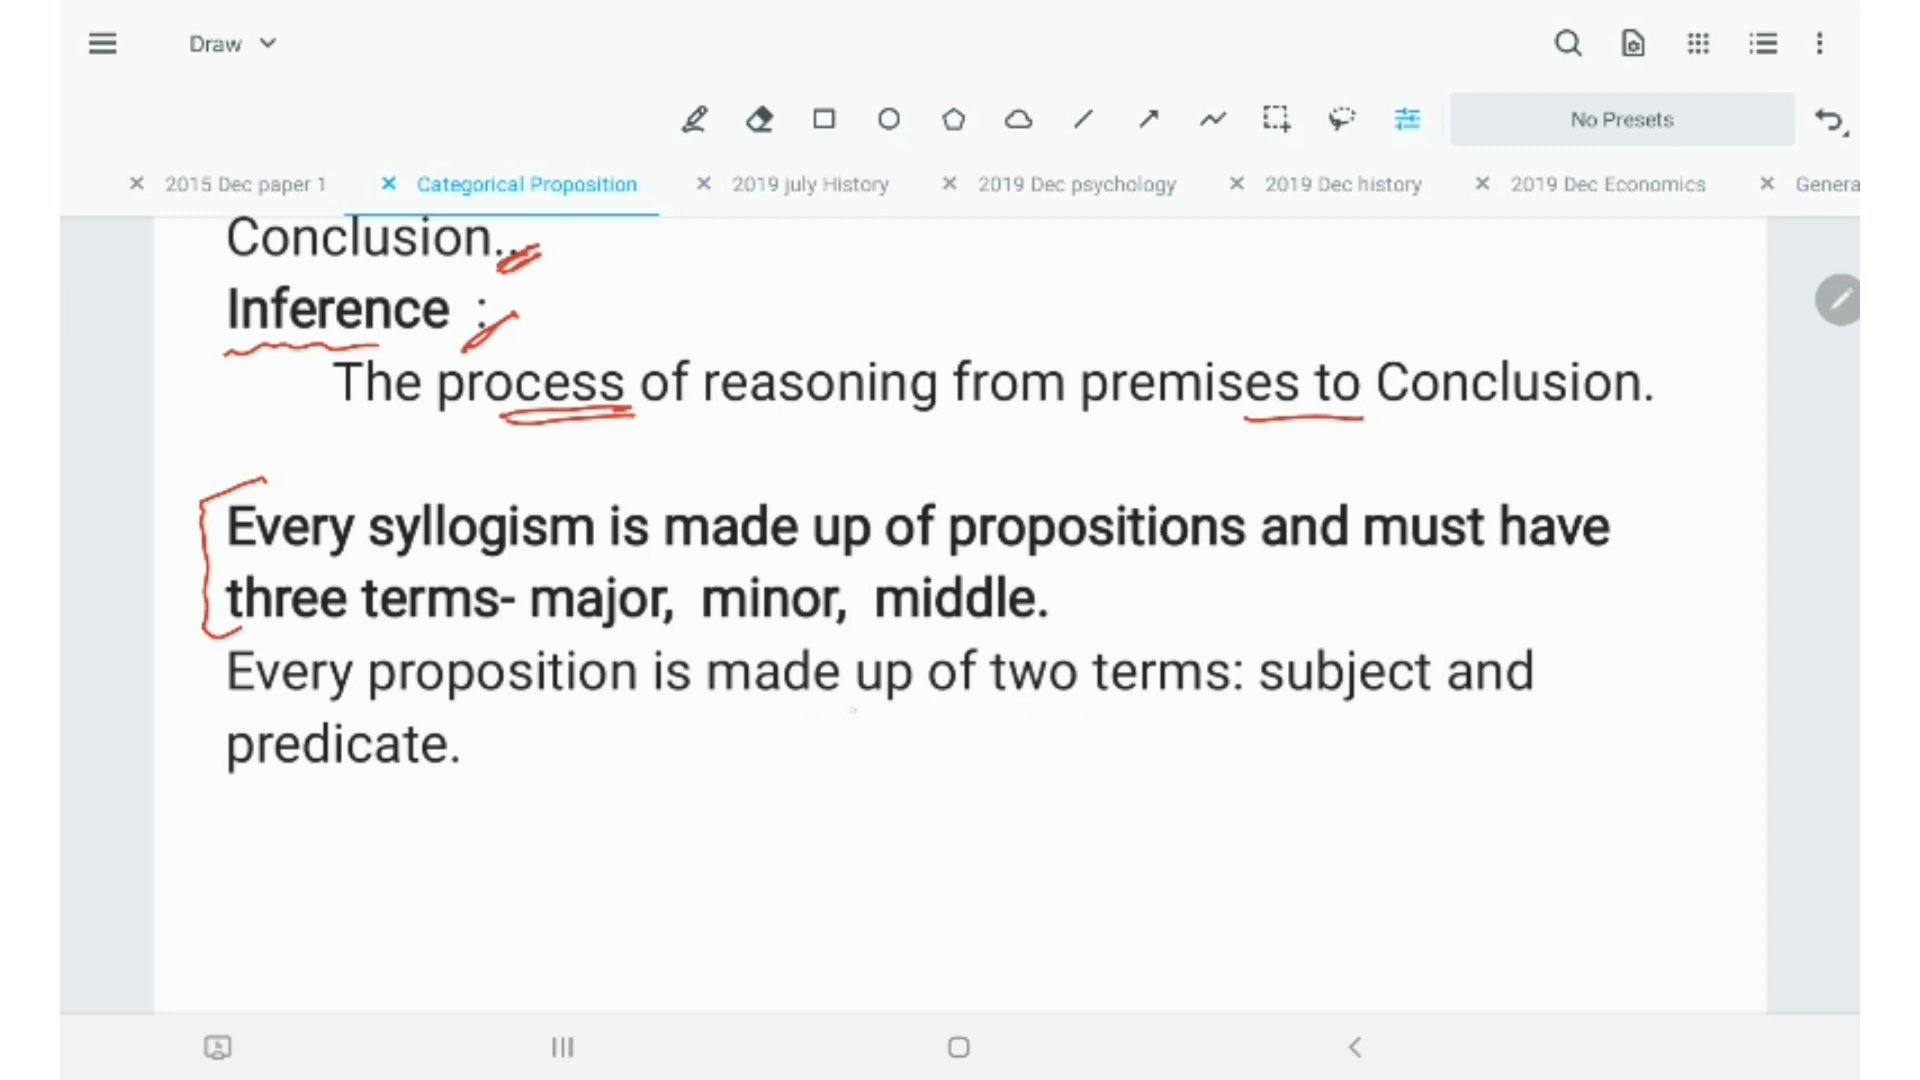 Draw
No Presets
2015 Dec paper 1
Categorical Proposition
2019 july History
2019 Dec psychology
2019 Dec history
2019 Dec Economics
Genera
Conclusion...
Inference :
The process of reasoning from premises to Conclusion.
Every syllogism is made up of propositions and must have
three terms- major, minor, middle.
Every proposition is made up of two terms: subject and
predicate.